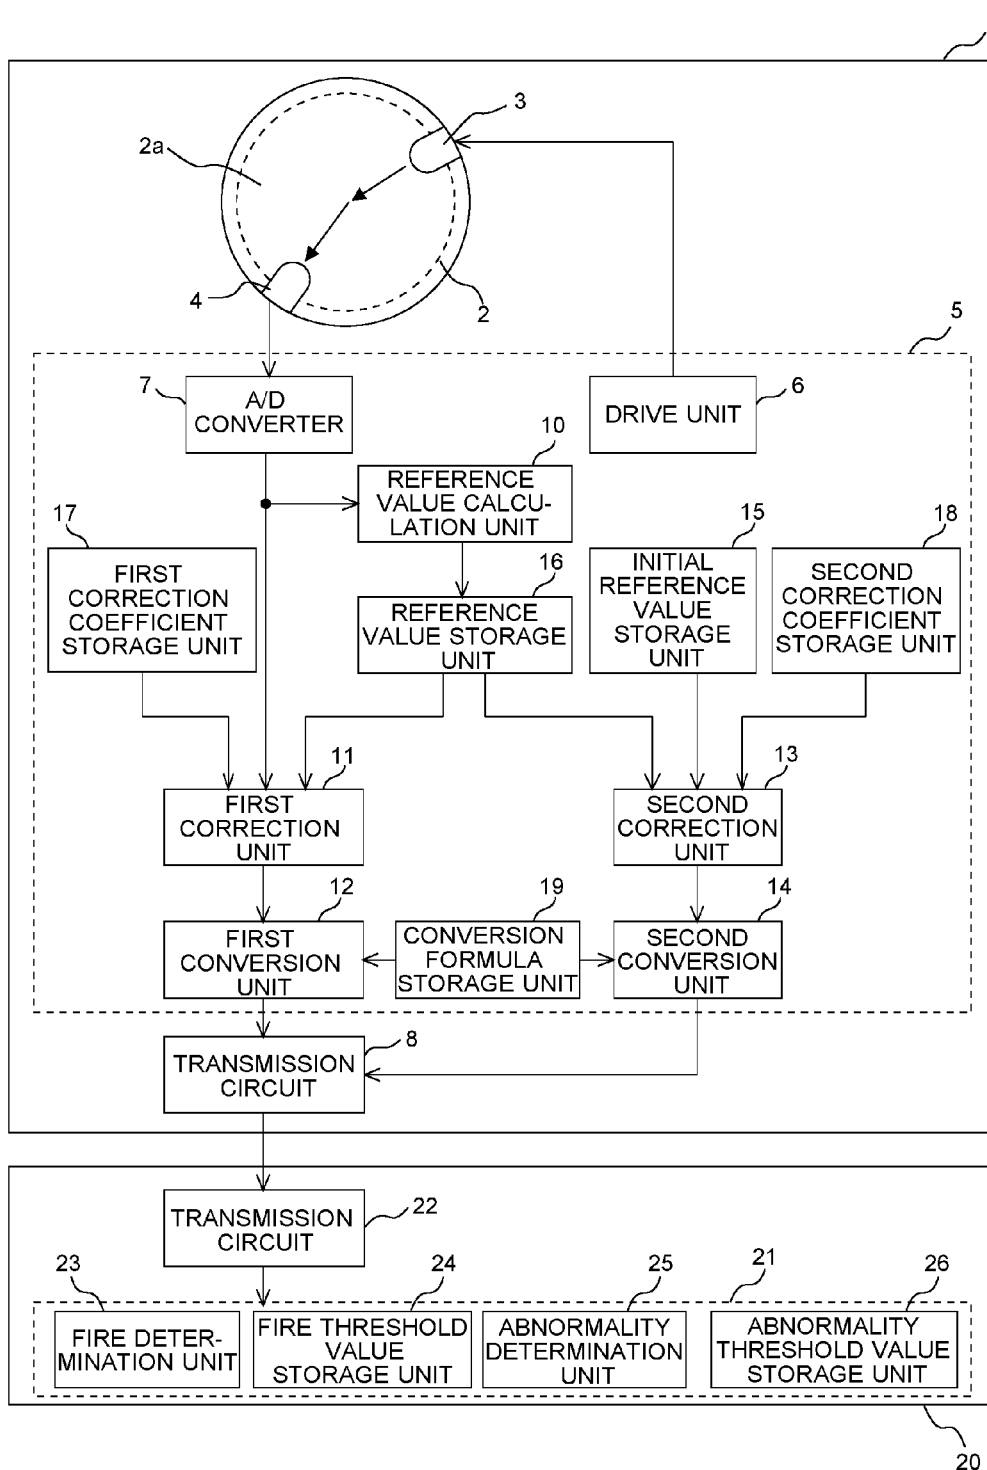 3
2a
4
2
5
7
A/D
CONVERTER
6
DRIVE UNIT
10
REFERENCE
VALUE CALCU-
LATION UNIT
17
FIRST
CORRECTION
COEFFICIENT
STORAGE UNIT
16
REFERENCE
VALUE STORAGE
UNIT
15
INITIAL
REFERENCE
VALUE
STORAGE
UNIT
18
SECOND
CORRECTION
COEFFICIENT
STORAGE UNIT
11
FIRST
CORRECTION
UNIT
13
SECOND
CORRECTION
UNIT
12
FIRST
CONVERSION
UNIT
19
CONVERSION
FORMULA
STORAGE UNIT
14
SECOND
CONVERSION
UNIT
8
TRANSMISSION
CIRCUIT
22
TRANSMISSION
CIRCUIT
23
FIRE DETER-
MINATION UNIT
24
FIRE THRESHOLD
VALUE
STORAGE UNIT
25
ABNORMALITY
DETERMINATION
UNIT
21
26
ABNORMALITY
THRESHOLD VALUE
STORAGE UNIT
20